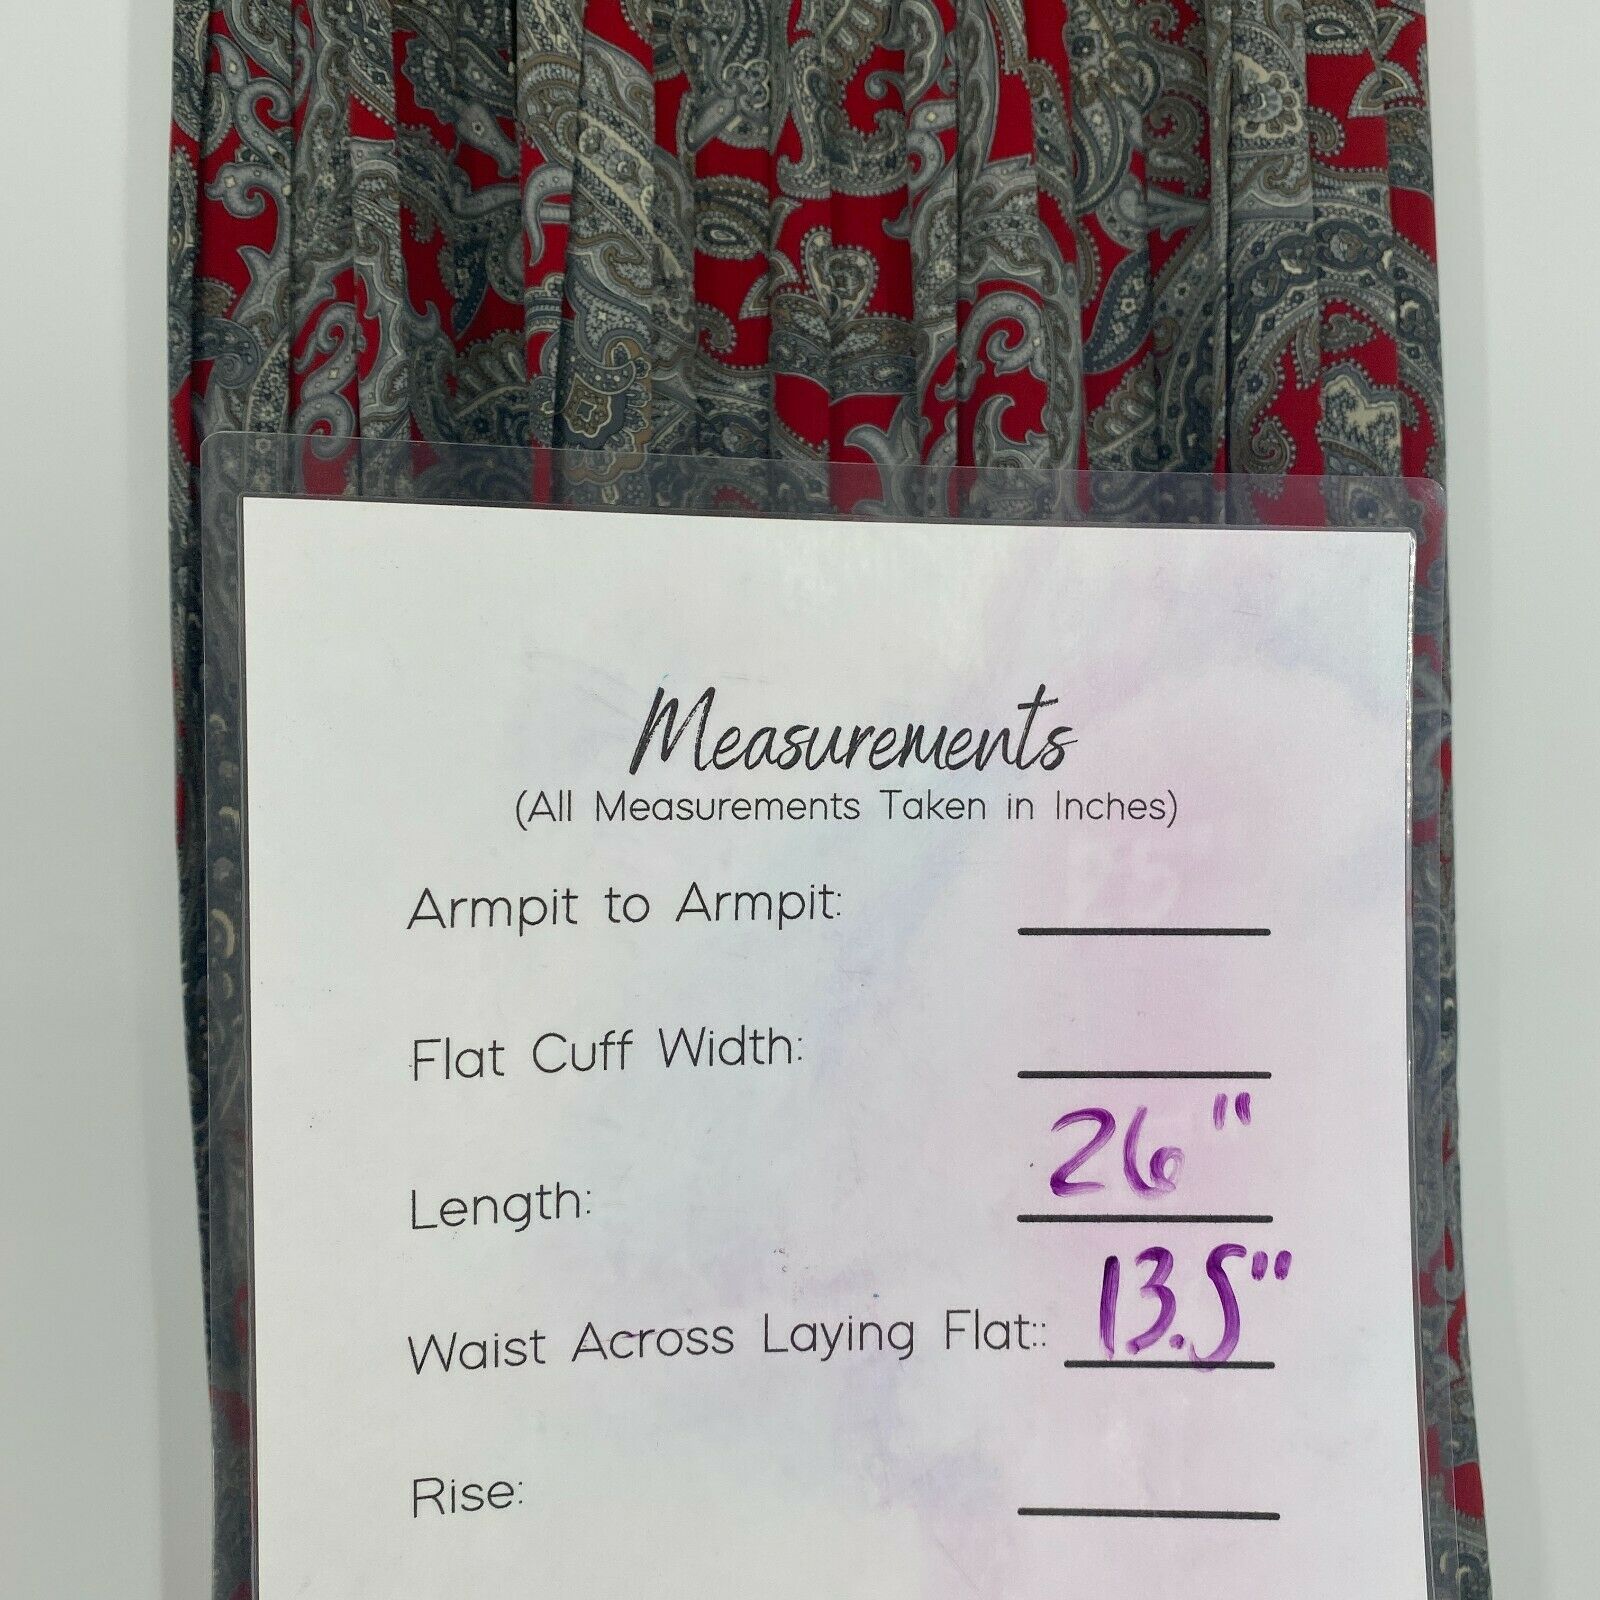 Measurements
(All Measurements Taken in Inches)
Armpit to Armpit:
Flat Cuff Width:
Length: 26"
Waist Across Laying Flat:: 13.5"
Rise: